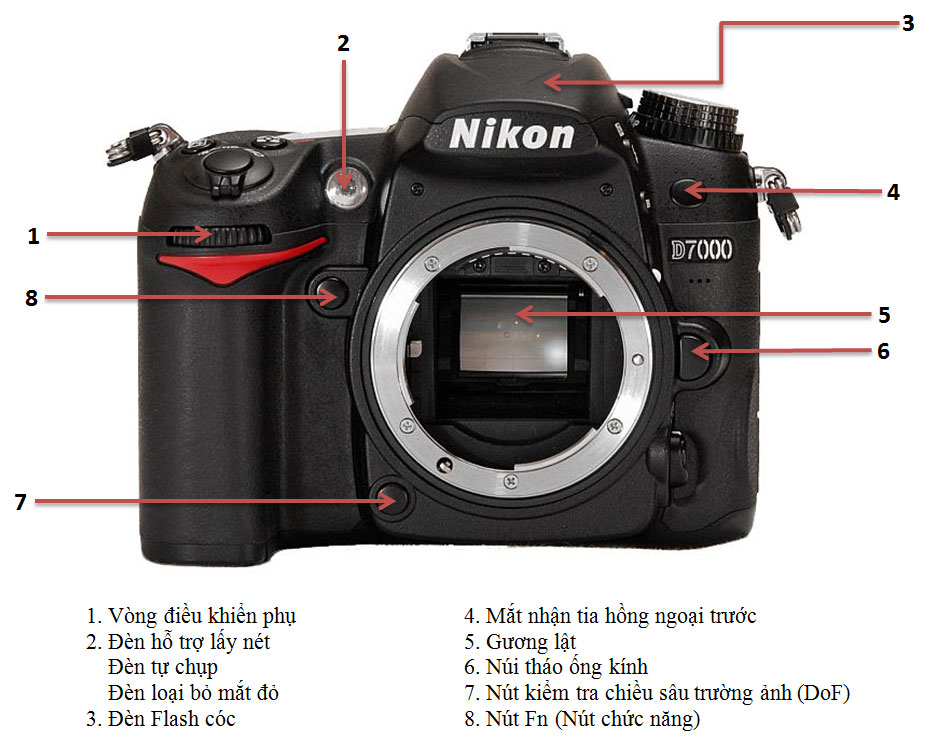 3
2
Nikon
4
1
D7000
8
5
6
7
1. Vòng điều khiển phụ
2. Đèn hỗ trợ lấy nét
Đèn tự chụp
Đèn loại bỏ mắt đỏ
3. Đèn Flash cóc
4. Mắt nhận tia hồng ngoại trước
5. Gương lật
6. Núi tháo ống kính
7. Nút kiểm tra chiều sâu trường ảnh (DoF)
8. Nút Fn (Nút chức năng)